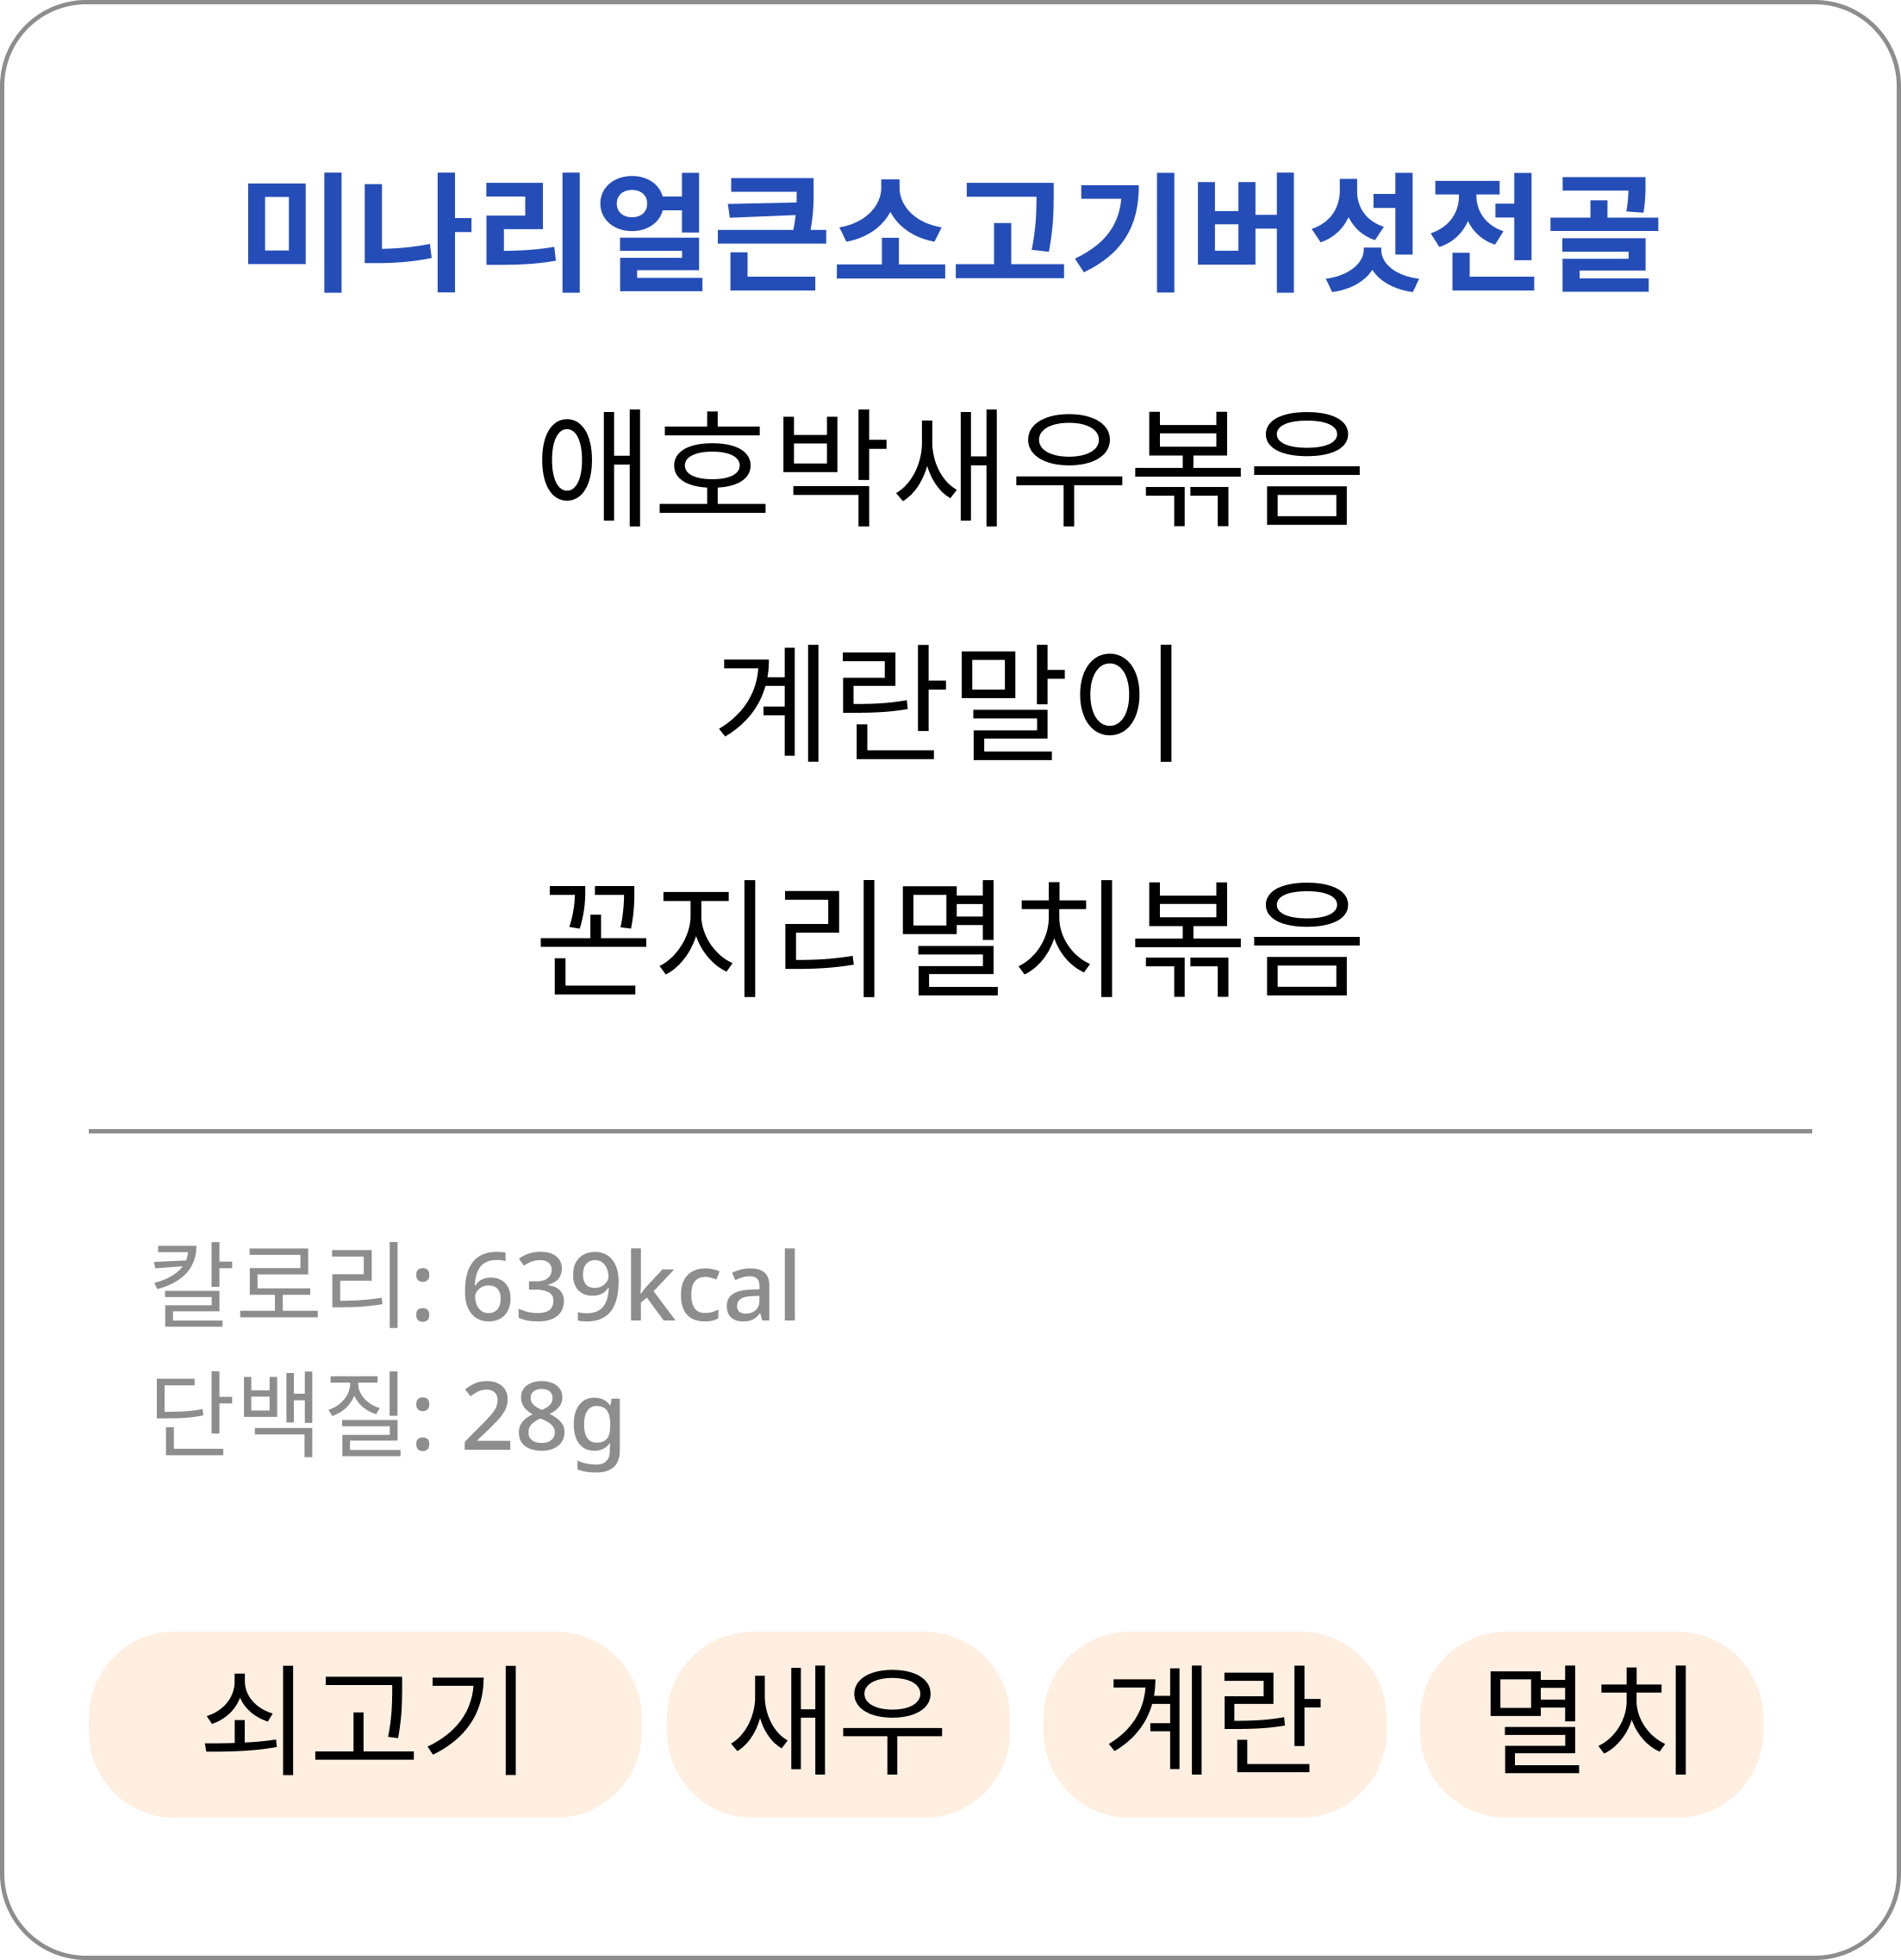 미나리얼큰소고기버섯전골
애호박새우볶음
계란말이
꼰지리멸치볶음
갈로리: 639kcal
단백질: 28g
쇠고기 새우 계란 멸치